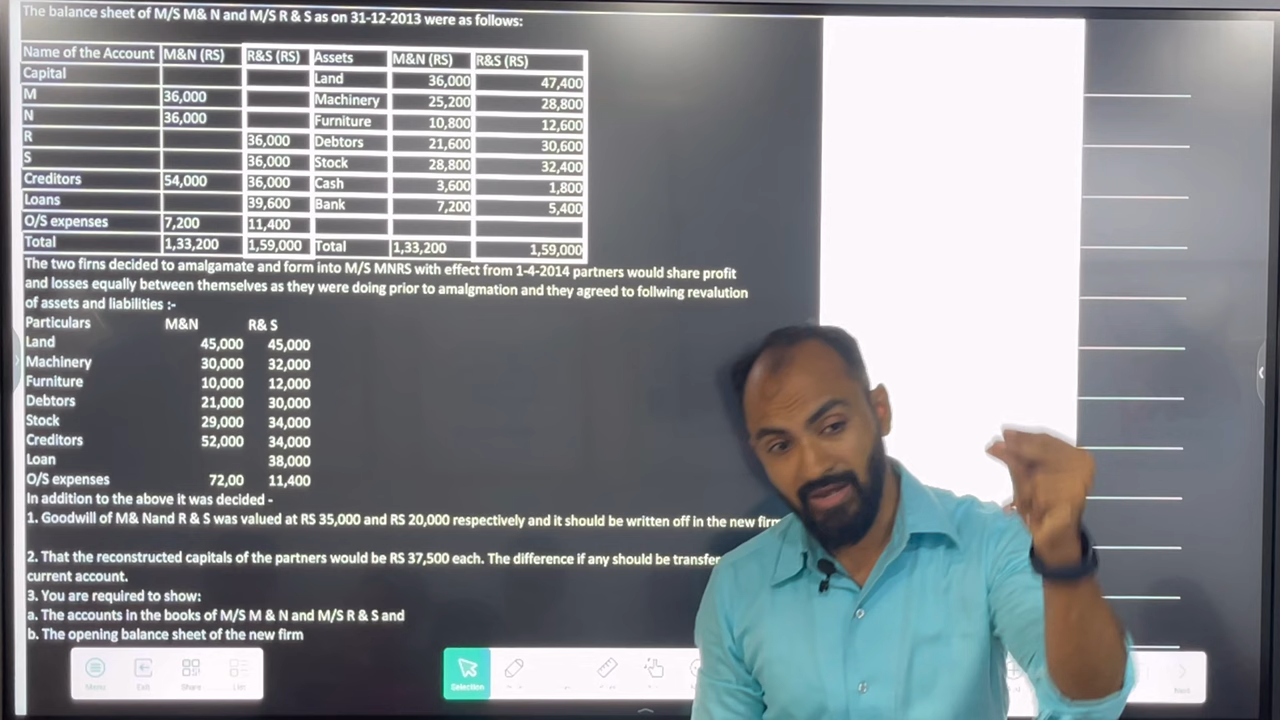 The balance sheet of M/S M& N and M/S R & S as on 31-12-2013 were as follows:
Name of the Account M&N (RS) R&S (RS) Assets M&N (RS) R&S (RS)
Capital Land 36,000 47,400
M 36,000 Machinery 25,200 28,800
N 36,000 Furniture 10,800 12,600
R 36,000 Debtors 21,600 30,600
S 36,000 Stock 28,800 32,400
Creditors 54,000 36,000 Cash 3,600 1,800
Loans 39,600 Bank 7,200 5,400
O/S expenses 7,200 11,400
Total 1,33,200 1,59,000 Total 1,33,200 1,59,000
The two firns decided to amalgamate and form into M/S MNRS with effect from 1-4-2014 partners would share profit
and losses equally between themselves as they were doing prior to amalgmation and they agreed to follwing revalution
of assets and liabilities :-
Particulars M&N R& S
Land 45,000 45,000
Machinery 30,000 32,000
Furniture 10,000 12,000
Debtors 21,000 30,000
Stock 29,000 34,000
Creditors 52,000 34,000
Loan 38,000
O/S expenses 72,00 11,400
In addition to the above it was decided -
1. Goodwill of M& Nand R & S was valued at RS 35,000 and RS 20,000 respectively and it should be written off in the new firm
2. That the reconstructed capitals of the partners would be RS 37,500 each. The difference if any should be transfer
current account.
3. You are required to show:
a. The accounts in the books of M/S M & N and M/S R & S and
b. The opening balance sheet of the new firm
Menu Exit Share Selection Next